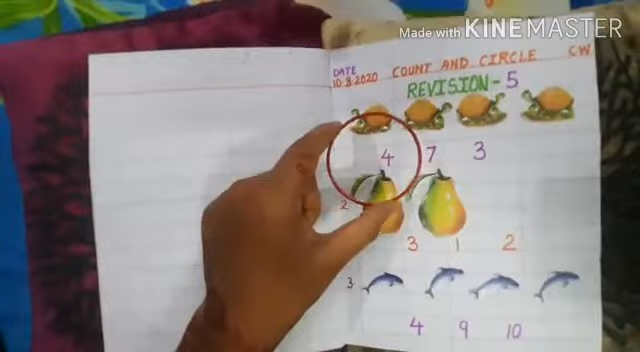 Made with KINEMASTER
DATE
10.8.2020 COUNT AND CIRCLE CW
REVISION-5
4 7 3
2
3 1 2
3
4 9 10